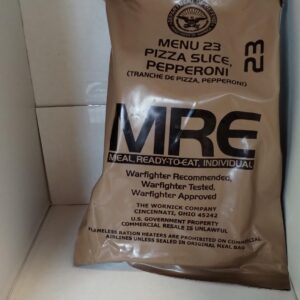 MENU 23
PIZZA SLICE,
PEPPERONI
(TRANCHE DE PIZZA, PEPPERONI)
23
MRE
MEAL, READY-TO-EAT, INDIVIDUAL
Warfighter Recommended,
Warfighter Tested,
Warfighter Approved
THE WORNICK COMPANY
CINCINNATI, OHIO 45242
U.S. GOVERNMENT PROPERTY
COMMERCIAL RESALE IS UNLAWFUL
FLAMELESS RATION HEATERS ARE PROHIBITED ON COMMERCIAL
AIRLINES UNLESS SEALED IN ORIGINAL MEAL BAG